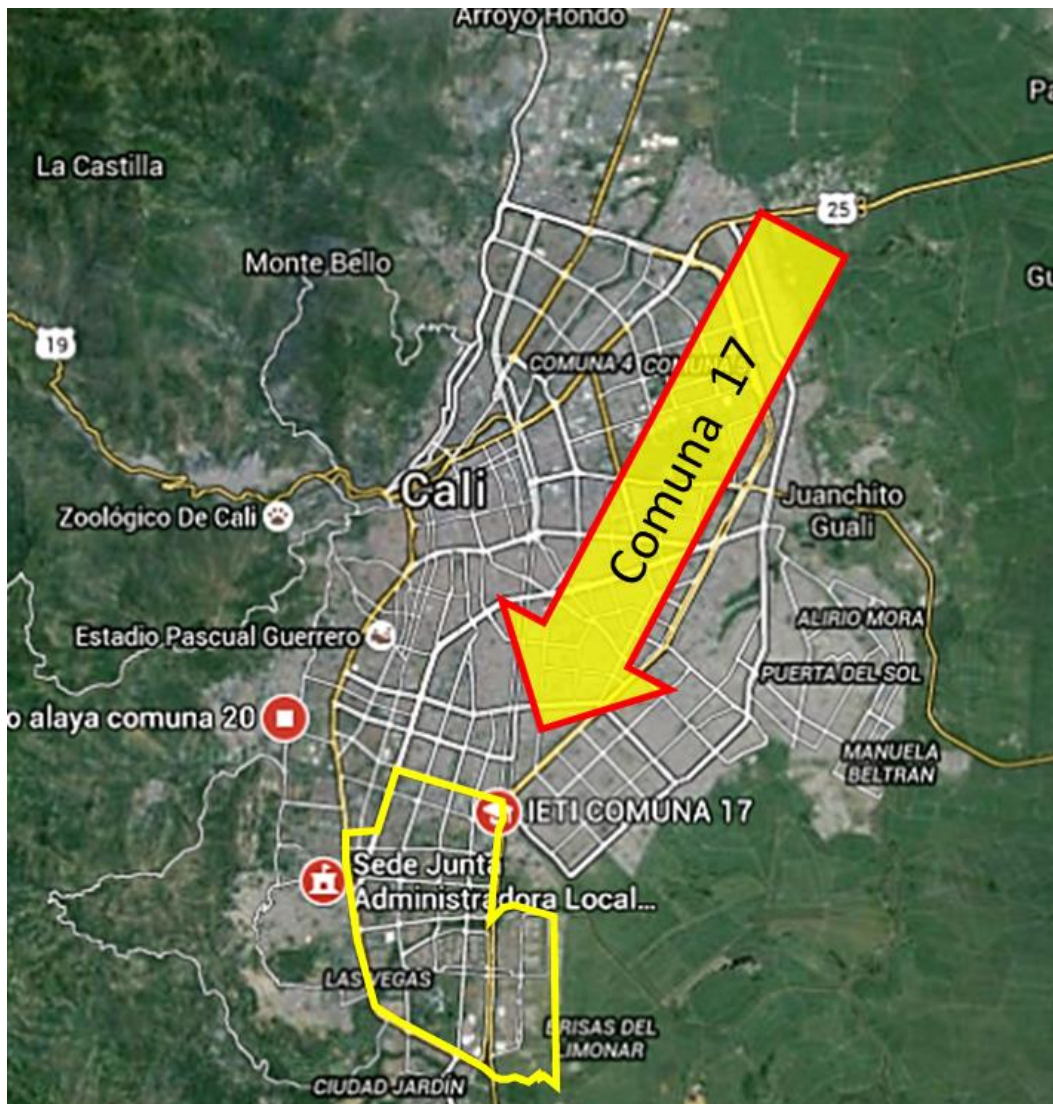 Arroyo Hondo
La Castilla
Pa
25
Monte Bello
Gu
19
COMUNA 4
Comuna 17
Cali
Juanchito
Guali
Zoológico De Cali
Estadio Pascual Guerrero
ALIRIO MORA
PUERTA DEL SOL
o alaya comuna 20
MANUELA
BELTRAN
IETI COMUNA 17
Sede Junta
Administradora Local...
LAS VEGAS
BRISAS DEL
LIMONAR
CIUDAD JARDÍN